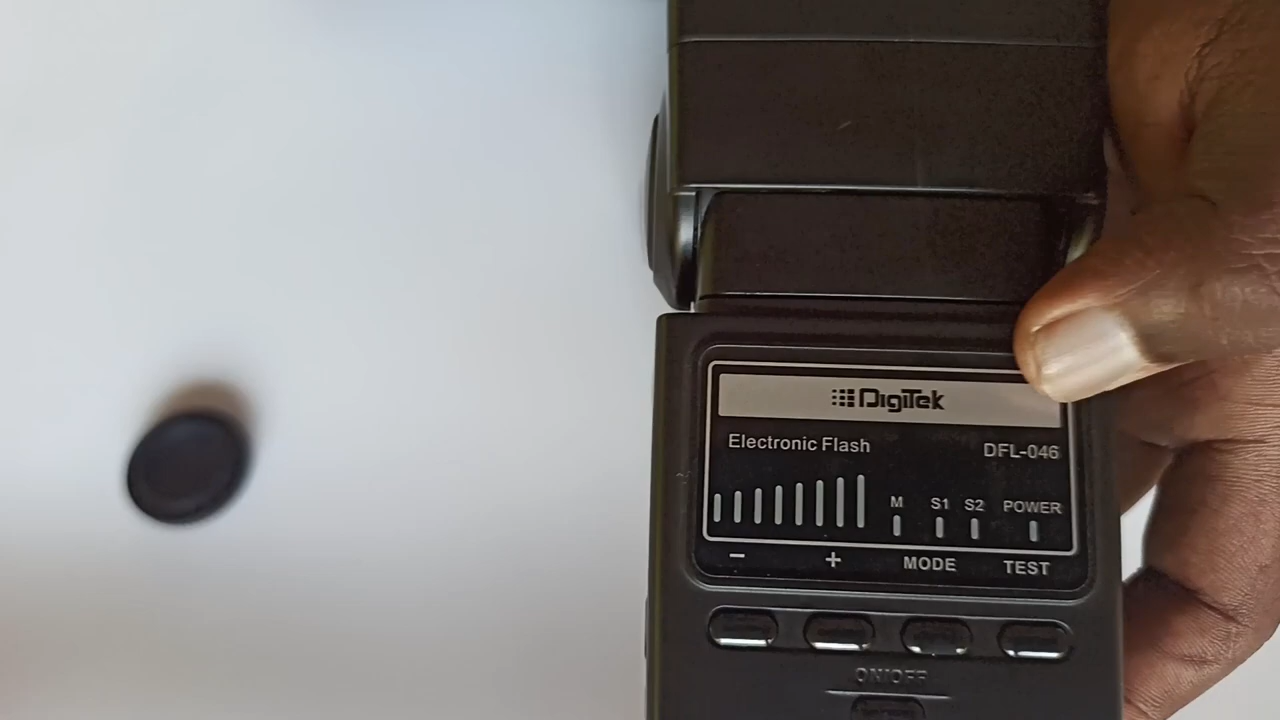 DigiTek
Electronic Flash DFL-046
M S1 S2 POWER
− + MODE TEST
ON/OFF